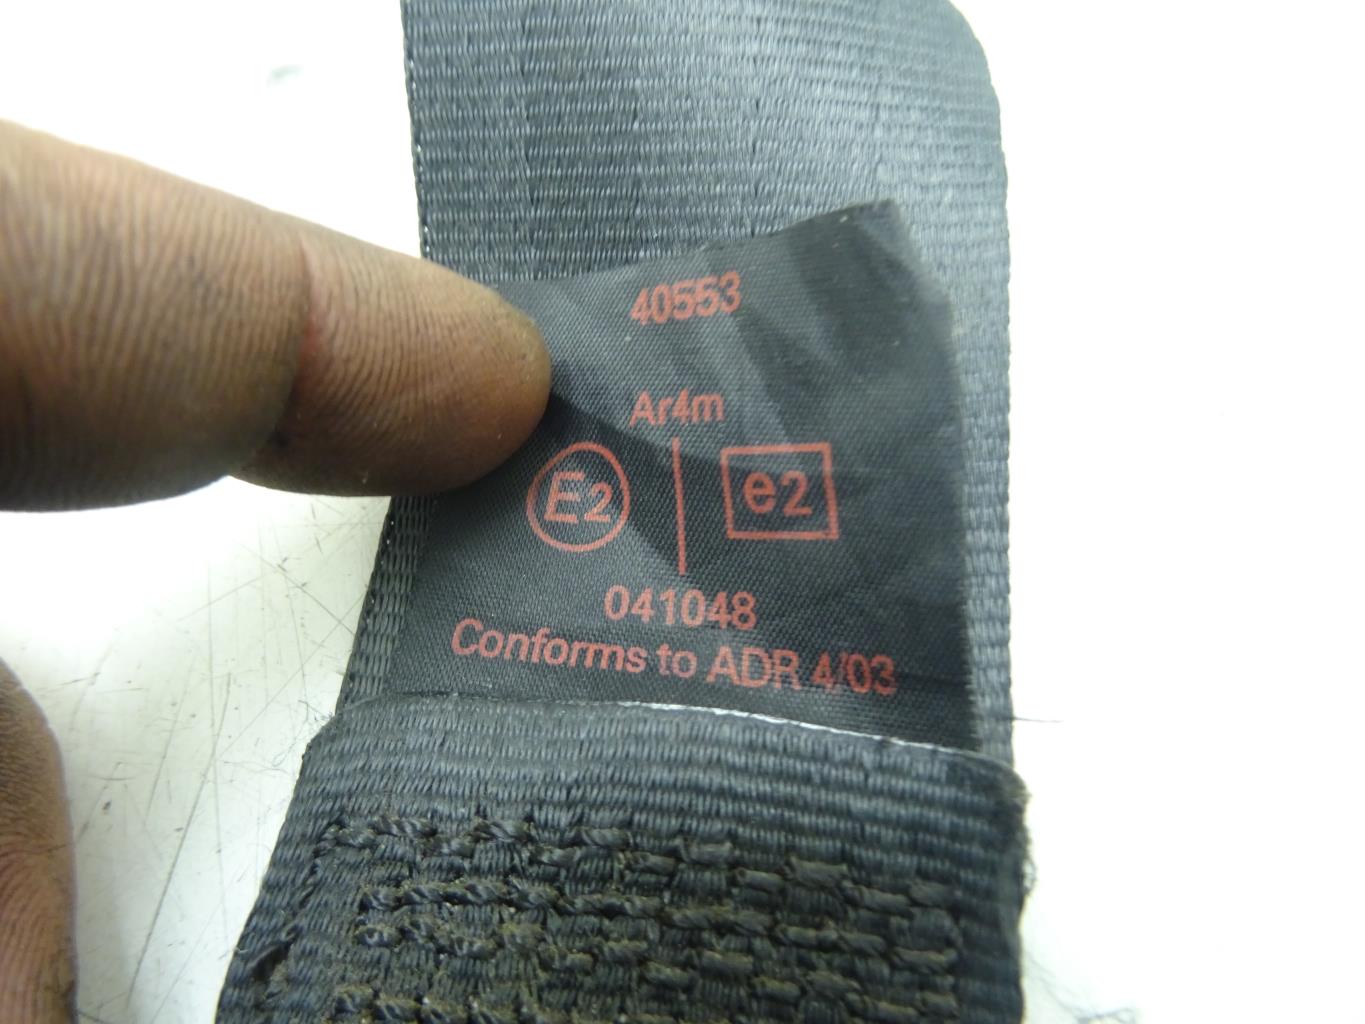 40553
Ar4m
E2 e2
041048
Conforms to ADR 4/03